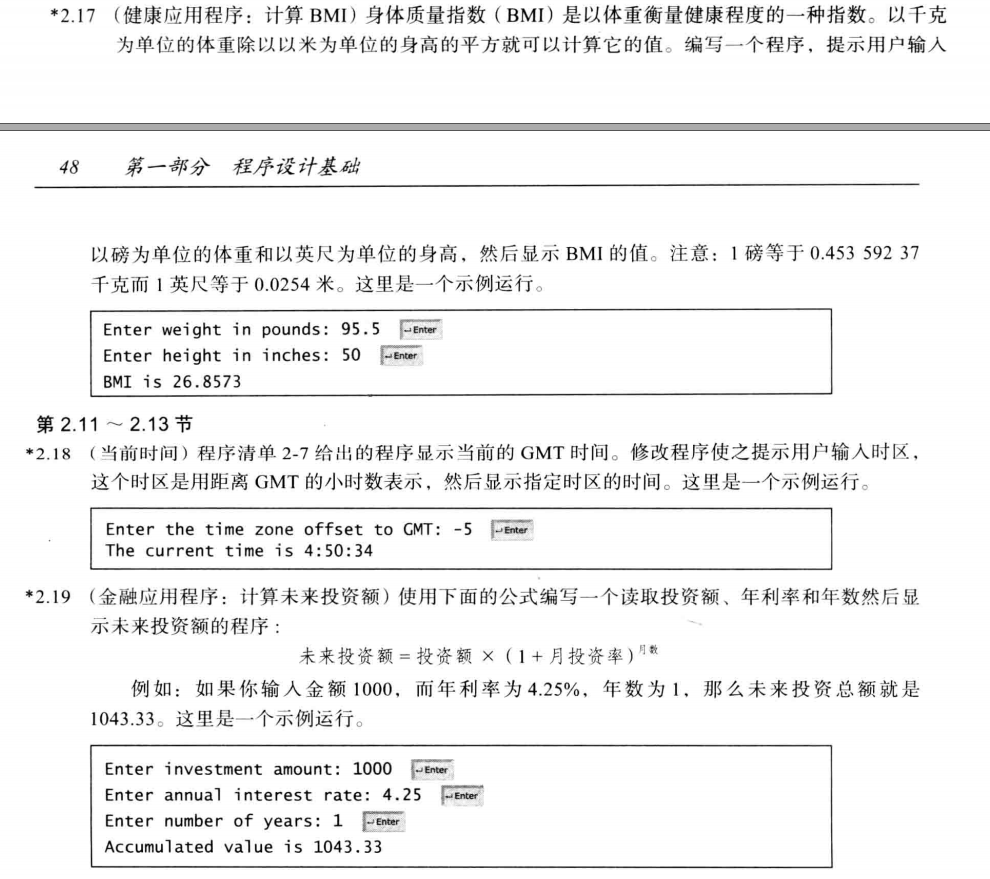 *2.17 （健康应用程序：计算 BMI）身体质量指数（BMI）是以体重衡量健康程度的一种指数。以千克
为单位的体重除以以米为单位的身高的平方就可以计算它的值。编写一个程序，提示用户输入
48 第一部分 程序设计基础
以磅为单位的体重和以英尺为单位的身高，然后显示 BMI 的值。注意：1 磅等于 0.453 592 37
千克而 1 英尺等于 0.0254 米。这里是一个示例运行。
Enter weight in pounds: 95.5 ↵Enter
Enter height in inches: 50 ↵Enter
BMI is 26.8573
第 2.11 ～ 2.13 节
*2.18 （当前时间）程序清单 2-7 给出的程序显示当前的 GMT 时间。修改程序使之提示用户输入时区，
这个时区是用距离 GMT 的小时数表示，然后显示指定时区的时间。这里是一个示例运行。
Enter the time zone offset to GMT: -5 ↵Enter
The current time is 4:50:34
*2.19 （金融应用程序：计算未来投资额）使用下面的公式编写一个读取投资额、年利率和年数然后显
示未来投资额的程序：
未来投资额 = 投资额 ×（1 + 月投资率）月数
例如：如果你输入金额 1000，而年利率为 4.25%，年数为 1，那么未来投资总额就是
1043.33。这里是一个示例运行。
Enter investment amount: 1000 ↵Enter
Enter annual interest rate: 4.25 ↵Enter
Enter number of years: 1 ↵Enter
Accumulated value is 1043.33